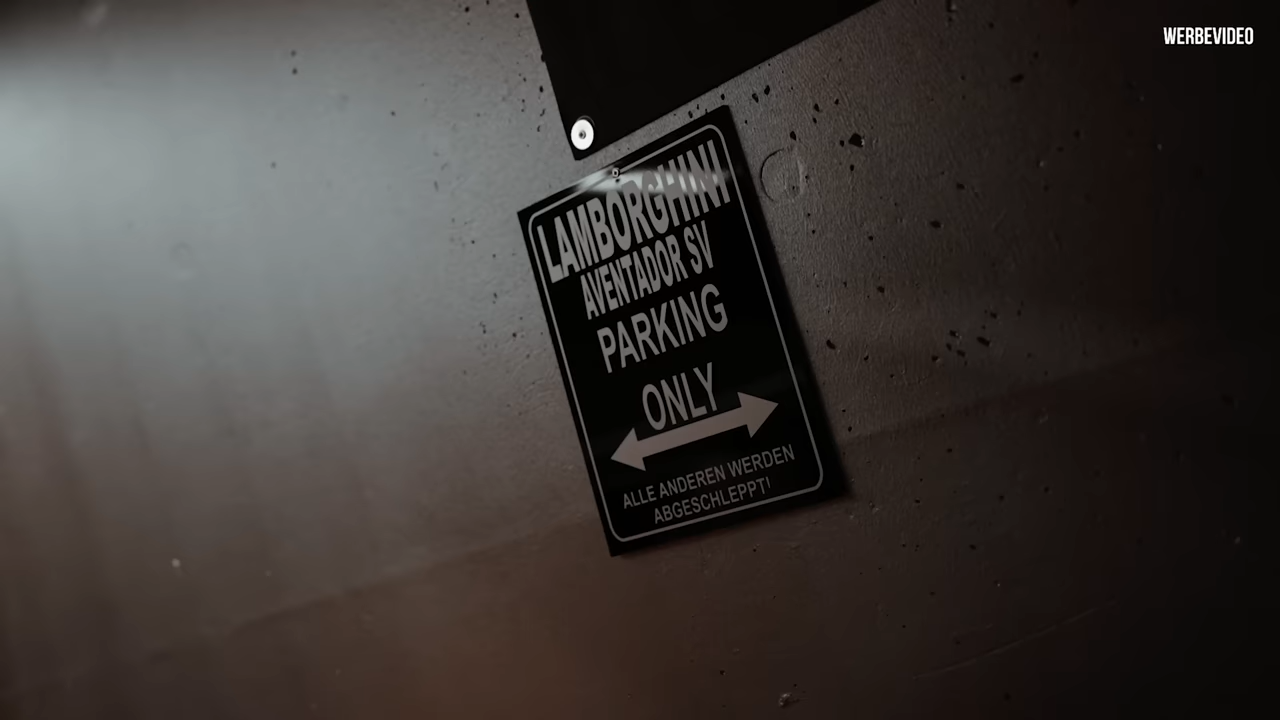 WERBEVIDEO
LAMBORGHINI
AVENTADOR SV
PARKING
ONLY
ALLE ANDEREN WERDEN
ABGESCHLEPPT!